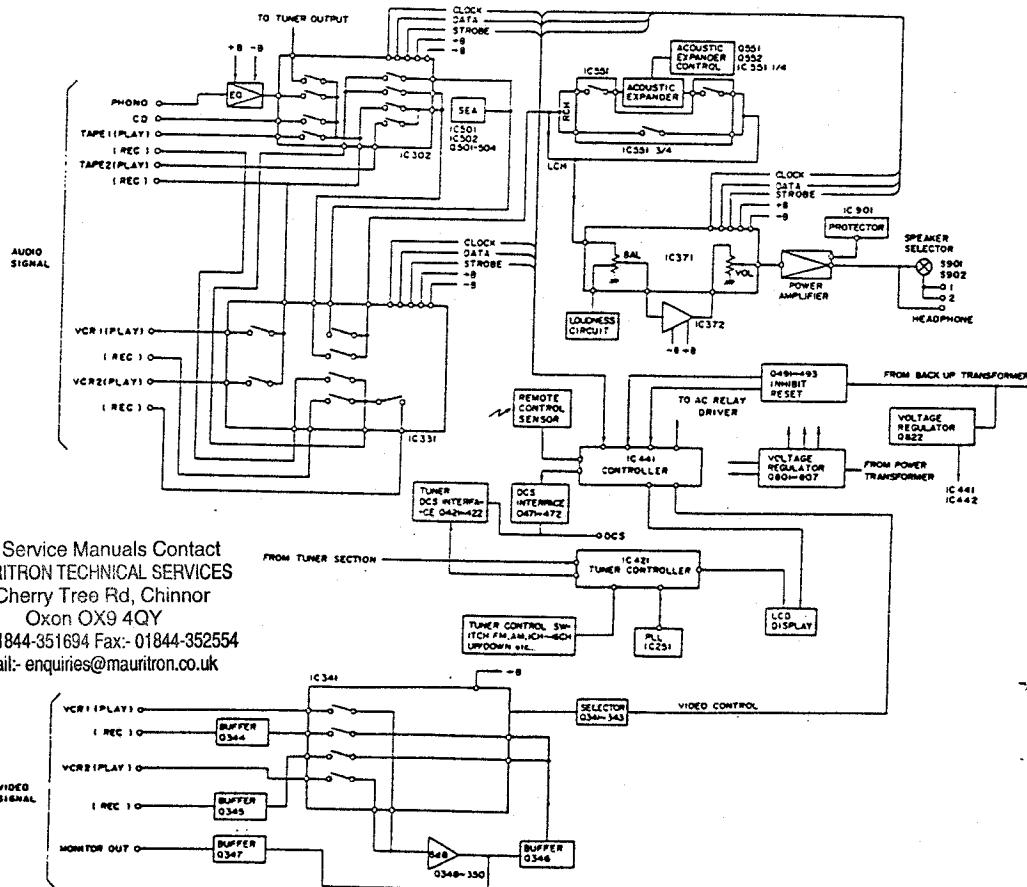 TO TUNER OUTPUT
CLOCK
DATA
STROBE
+B
-B
+B -B
EQ
PHONO
CD
TAPE1(PLAY)
(REC)
TAPE2(PLAY)
(REC)
IC302
SEA
IC501
IC502
Q501-504
ACOUSTIC
EXPANDER
CONTROL
Q551
Q552
IC551 1/4
IC551
ACOUSTIC
EXPANDER
RCH
IC551 3/4
LCH
AUDIO
SIGNAL
CLOCK
DATA
STROBE
+B
-B
CLOCK
DATA
STROBE
+B
-B
IC901
PROTECTOR
BAL
IC371
VOL
POWER
AMPLIFIER
SPEAKER
SELECTOR
S901
S902
1
2
HEADPHONE
LOUDNESS
CIRCUIT
IC372
-B +B
VCR1(PLAY)
(REC)
VCR2(PLAY)
(REC)
IC331
REMOTE
CONTROL
SENSOR
TO AC RELAY
DRIVER
Q491-493
INHIBIT
RESET
FROM BACK UP TRANSFORMER
VOLTAGE
REGULATOR
Q822
IC441
IC442
IC441
CONTROLLER
VOLTAGE
REGULATOR
Q801-807
FROM POWER
TRANSFORMER
TUNER
DCS INTERFA-
-CE Q421-422
DCS
INTERFACE
Q471-472
DCS
FROM TUNER SECTION
IC421
TUNER CONTROLLER
LCD
DISPLAY
TUNER CONTROL SW-
ITCH FM,AM,1CH-16CH
UP/DOWN etc..
PLL
IC251
Service Manuals Contact
RITRON TECHNICAL SERVICES
Cherry Tree Rd, Chinnor
Oxon OX9 4QY
1844-351694 Fax:- 01844-352554
ail:- enquiries@mauritron.co.uk
IC341
-B
VCR1(PLAY)
(REC)
BUFFER
Q344
VCR2(PLAY)
(REC)
BUFFER
Q345
MONITOR OUT
BUFFER
Q347
VIDEO
SIGNAL
SELECTOR
Q341-343
VIDEO CONTROL
6dB
Q348-350
BUFFER
Q346